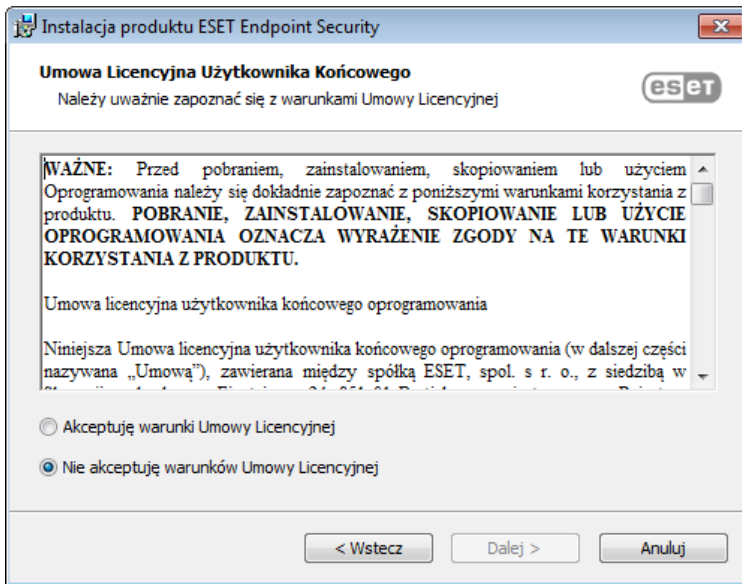 Instalacja produktu ESET Endpoint Security
Umowa Licencyjna Użytkownika Końcowego
Należy uważnie zapoznać się z warunkami Umowy Licencyjnej
eseT
WAŻNE: Przed pobraniem, zainstalowaniem, skopiowaniem lub użyciem
Oprogramowania należy się dokładnie zapoznać z poniższymi warunkami korzystania z
produktu. POBRANIE, ZAINSTALOWANIE, SKOPIOWANIE LUB UŻYCIE
OPROGRAMOWANIA OZNACZA WYRAŻENIE ZGODY NA TE WARUNKI
KORZYSTANIA Z PRODUKTU.
Umowa licencyjna użytkownika końcowego oprogramowania
Niniejsza Umowa licencyjna użytkownika końcowego oprogramowania (w dalszej części
nazywana „Umową”), zawierana między spółką ESET, spol. s r. o., z siedzibą w
Akceptuję warunki Umowy Licencyjnej
Nie akceptuję warunków Umowy Licencyjnej
< Wstecz
Dalej >
Anuluj